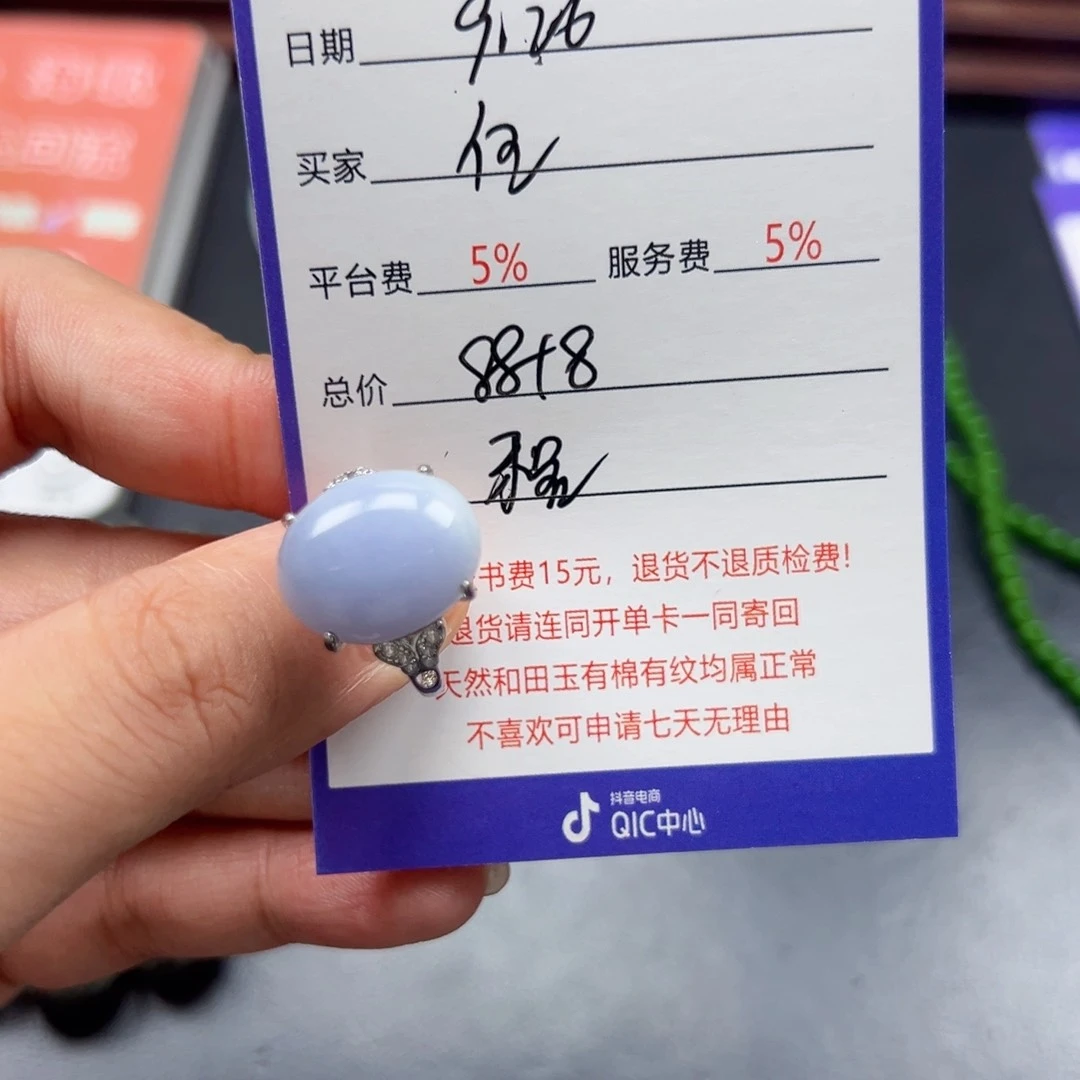 日期 9.26
买家 何
平台费 5% 服务费 5%
总价 88+8
书费15元，退货不退质检费!
退货请连同开单卡一同寄回
天然和田玉有棉有纹均属正常
不喜欢可申请七天无理由
抖音电商
QIC中心